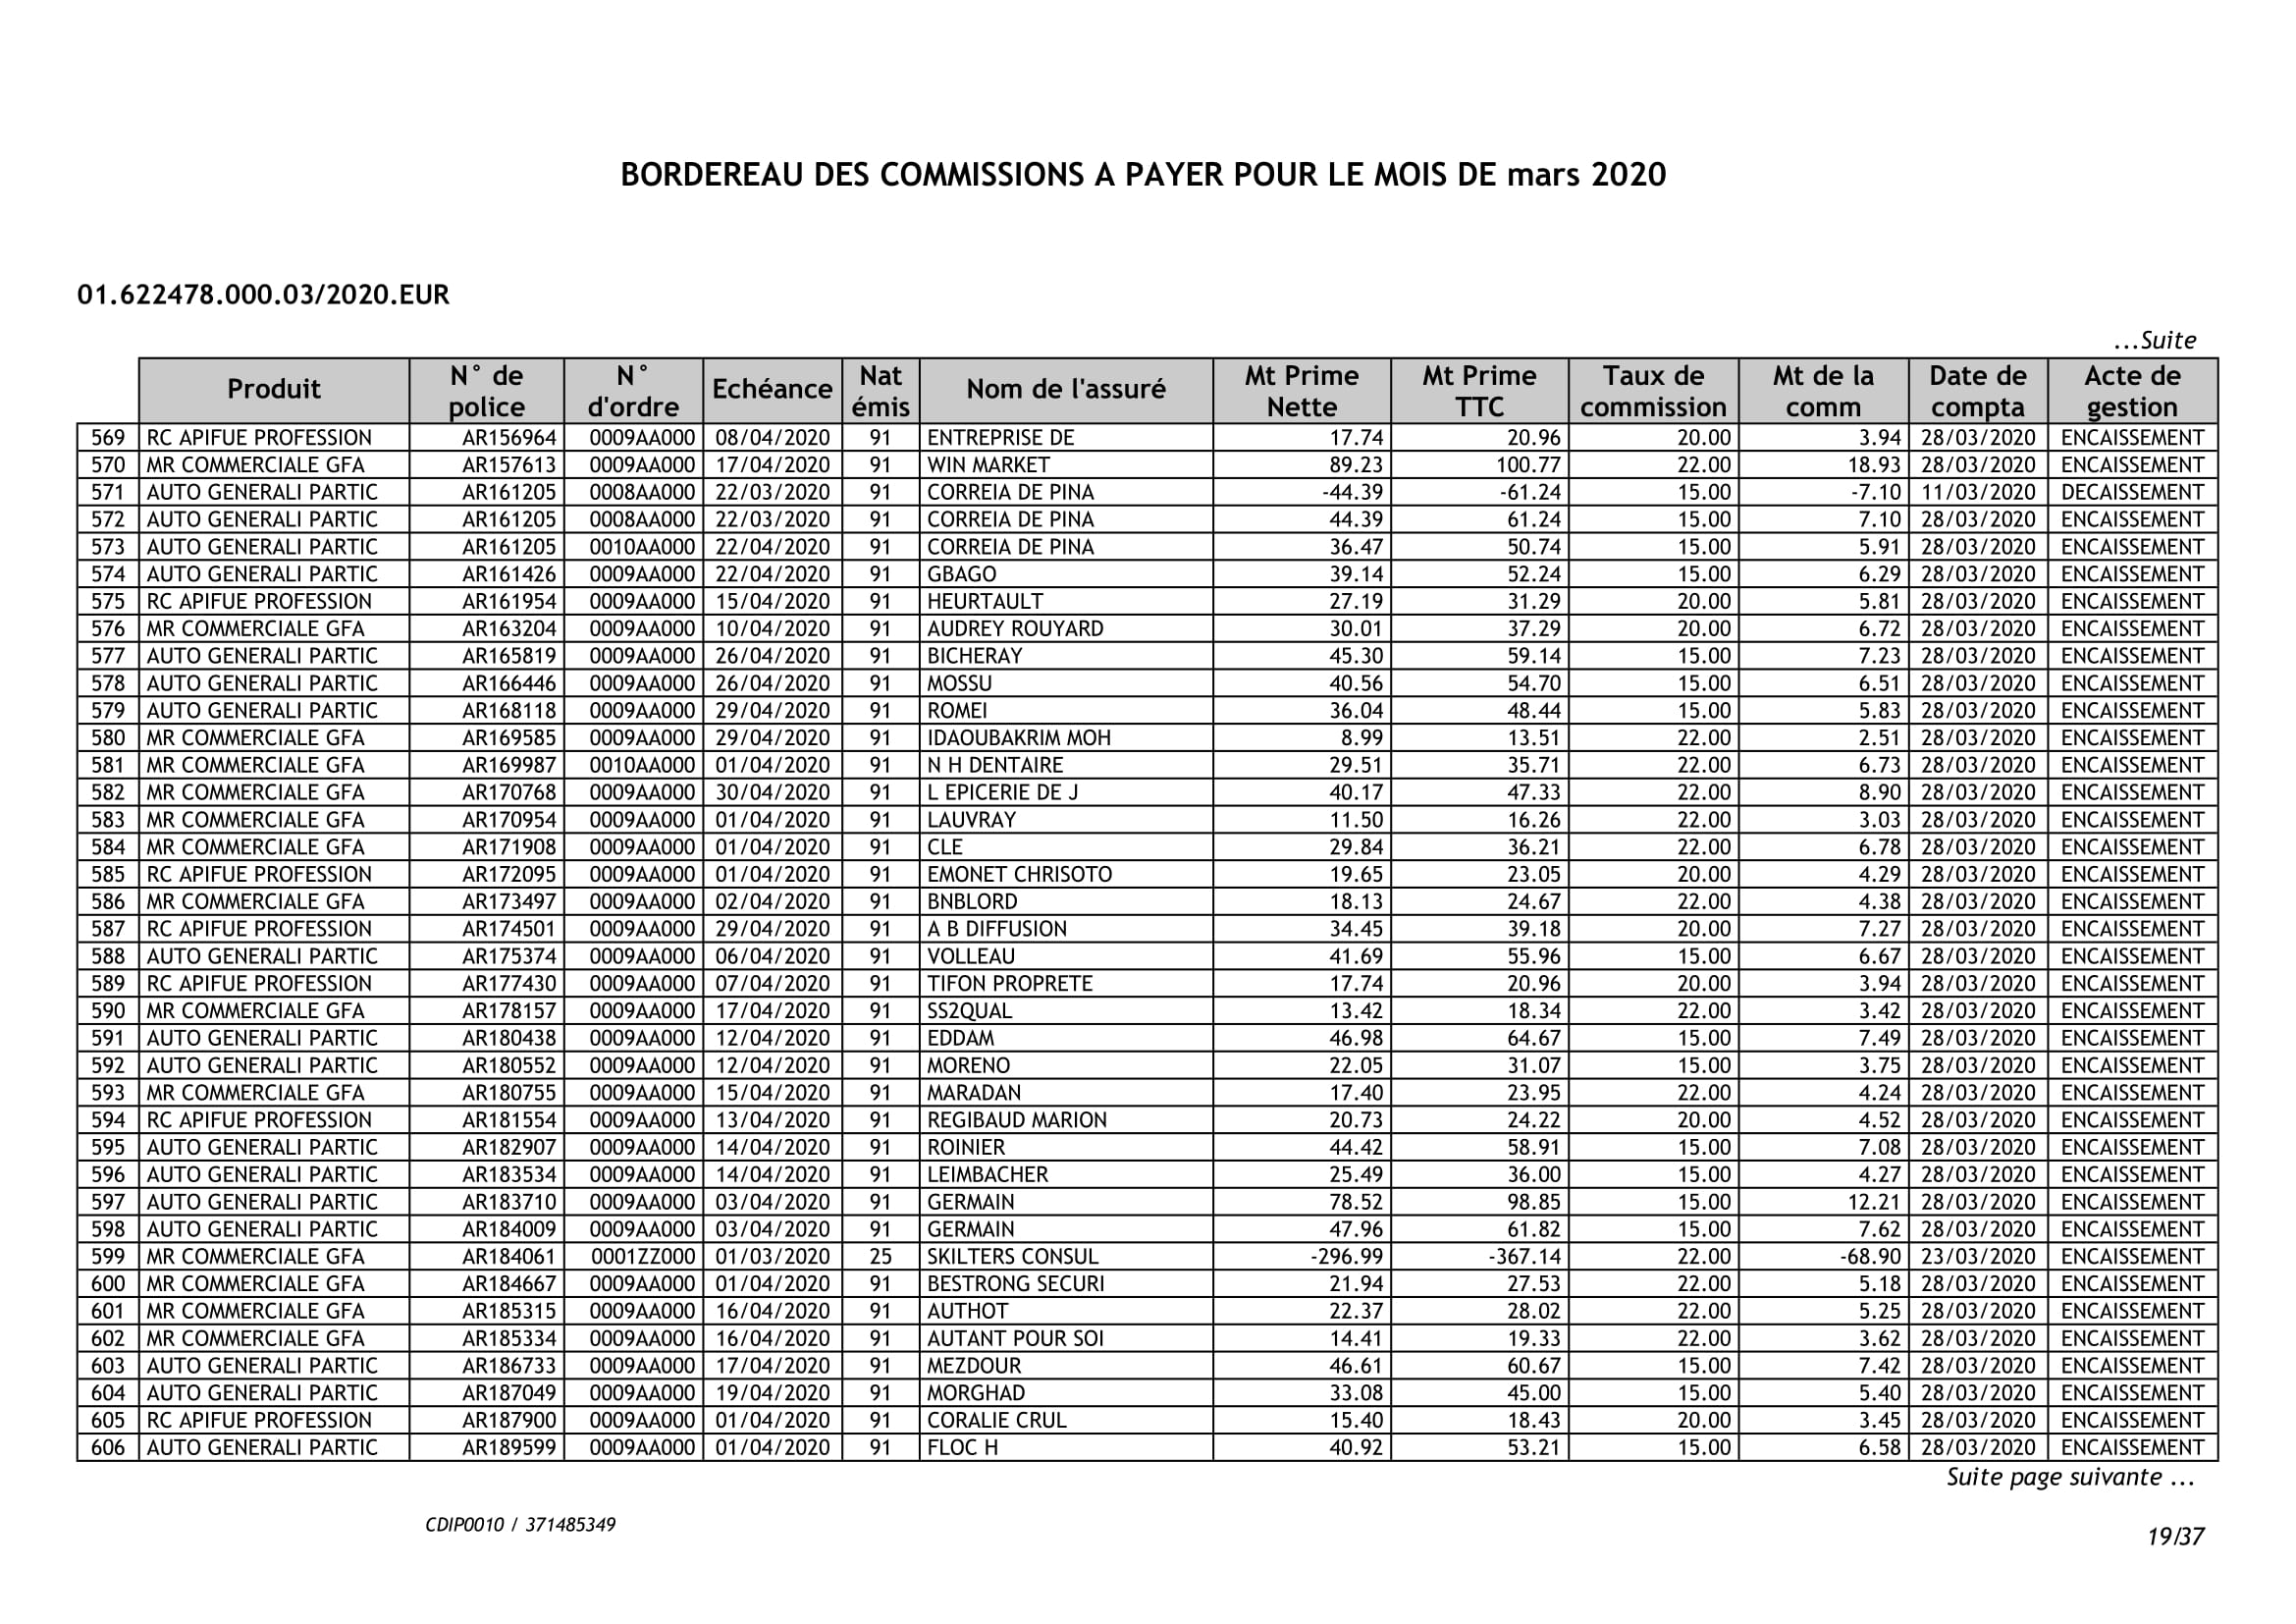 BORDEREAU DES COMMISSIONS A PAYER POUR LE MOIS DE mars 2020
01.622478.000.03/2020.EUR
...Suite
Produit N° de police N° d'ordre Echéance Nat émis Nom de l'assuré Mt Prime Nette Mt Prime TTC Taux de commission Mt de la comm Date de compta Acte de gestion
569 RC APIFUE PROFESSION AR156964 0009AA000 08/04/2020 91 ENTREPRISE DE 17.74 20.96 20.00 3.94 28/03/2020 ENCAISSEMENT
570 MR COMMERCIALE GFA AR157613 0009AA000 17/04/2020 91 WIN MARKET 89.23 100.77 22.00 18.93 28/03/2020 ENCAISSEMENT
571 AUTO GENERALI PARTIC AR161205 0008AA000 22/03/2020 91 CORREIA DE PINA -44.39 -61.24 15.00 -7.10 11/03/2020 DECAISSEMENT
572 AUTO GENERALI PARTIC AR161205 0008AA000 22/03/2020 91 CORREIA DE PINA 44.39 61.24 15.00 7.10 28/03/2020 ENCAISSEMENT
573 AUTO GENERALI PARTIC AR161205 0010AA000 22/04/2020 91 CORREIA DE PINA 36.47 50.74 15.00 5.91 28/03/2020 ENCAISSEMENT
574 AUTO GENERALI PARTIC AR161426 0009AA000 22/04/2020 91 GBAGO 39.14 52.24 15.00 6.29 28/03/2020 ENCAISSEMENT
575 RC APIFUE PROFESSION AR161954 0009AA000 15/04/2020 91 HEURTAULT 27.19 31.29 20.00 5.81 28/03/2020 ENCAISSEMENT
576 MR COMMERCIALE GFA AR163204 0009AA000 10/04/2020 91 AUDREY ROUYARD 30.01 37.29 20.00 6.72 28/03/2020 ENCAISSEMENT
577 AUTO GENERALI PARTIC AR165819 0009AA000 26/04/2020 91 BICHERAY 45.30 59.14 15.00 7.23 28/03/2020 ENCAISSEMENT
578 AUTO GENERALI PARTIC AR166446 0009AA000 26/04/2020 91 MOSSU 40.56 54.70 15.00 6.51 28/03/2020 ENCAISSEMENT
579 AUTO GENERALI PARTIC AR168118 0009AA000 29/04/2020 91 ROMEI 36.04 48.44 15.00 5.83 28/03/2020 ENCAISSEMENT
580 MR COMMERCIALE GFA AR169585 0009AA000 29/04/2020 91 IDAOUBAKRIM MOH 8.99 13.51 22.00 2.51 28/03/2020 ENCAISSEMENT
581 MR COMMERCIALE GFA AR169987 0010AA000 01/04/2020 91 N H DENTAIRE 29.51 35.71 22.00 6.73 28/03/2020 ENCAISSEMENT
582 MR COMMERCIALE GFA AR170768 0009AA000 30/04/2020 91 L EPICERIE DE J 40.17 47.33 22.00 8.90 28/03/2020 ENCAISSEMENT
583 MR COMMERCIALE GFA AR170954 0009AA000 01/04/2020 91 LAUVRAY 11.50 16.26 22.00 3.03 28/03/2020 ENCAISSEMENT
584 MR COMMERCIALE GFA AR171908 0009AA000 01/04/2020 91 CLE 29.84 36.21 22.00 6.78 28/03/2020 ENCAISSEMENT
585 RC APIFUE PROFESSION AR172095 0009AA000 01/04/2020 91 EMONET CHRISOTO 19.65 23.05 20.00 4.29 28/03/2020 ENCAISSEMENT
586 MR COMMERCIALE GFA AR173497 0009AA000 02/04/2020 91 BNBLORD 18.13 24.67 22.00 4.38 28/03/2020 ENCAISSEMENT
587 RC APIFUE PROFESSION AR174501 0009AA000 29/04/2020 91 A B DIFFUSION 34.45 39.18 20.00 7.27 28/03/2020 ENCAISSEMENT
588 AUTO GENERALI PARTIC AR175374 0009AA000 06/04/2020 91 VOLLEAU 41.69 55.96 15.00 6.67 28/03/2020 ENCAISSEMENT
589 RC APIFUE PROFESSION AR177430 0009AA000 07/04/2020 91 TIFON PROPRETE 17.74 20.96 20.00 3.94 28/03/2020 ENCAISSEMENT
590 MR COMMERCIALE GFA AR178157 0009AA000 17/04/2020 91 SS2QUAL 13.42 18.34 22.00 3.42 28/03/2020 ENCAISSEMENT
591 AUTO GENERALI PARTIC AR180438 0009AA000 12/04/2020 91 EDDAM 46.98 64.67 15.00 7.49 28/03/2020 ENCAISSEMENT
592 AUTO GENERALI PARTIC AR180552 0009AA000 12/04/2020 91 MORENO 22.05 31.07 15.00 3.75 28/03/2020 ENCAISSEMENT
593 MR COMMERCIALE GFA AR180755 0009AA000 15/04/2020 91 MARADAN 17.40 23.95 22.00 4.24 28/03/2020 ENCAISSEMENT
594 RC APIFUE PROFESSION AR181554 0009AA000 13/04/2020 91 REGIBAUD MARION 20.73 24.22 20.00 4.52 28/03/2020 ENCAISSEMENT
595 AUTO GENERALI PARTIC AR182907 0009AA000 14/04/2020 91 ROINIER 44.42 58.91 15.00 7.08 28/03/2020 ENCAISSEMENT
596 AUTO GENERALI PARTIC AR183534 0009AA000 14/04/2020 91 LEIMBACHER 25.49 36.00 15.00 4.27 28/03/2020 ENCAISSEMENT
597 AUTO GENERALI PARTIC AR183710 0009AA000 03/04/2020 91 GERMAIN 78.52 98.85 15.00 12.21 28/03/2020 ENCAISSEMENT
598 AUTO GENERALI PARTIC AR184009 0009AA000 03/04/2020 91 GERMAIN 47.96 61.82 15.00 7.62 28/03/2020 ENCAISSEMENT
599 MR COMMERCIALE GFA AR184061 0001ZZ000 01/03/2020 25 SKILTERS CONSUL -296.99 -367.14 22.00 -68.90 23/03/2020 ENCAISSEMENT
600 MR COMMERCIALE GFA AR184667 0009AA000 01/04/2020 91 BESTRONG SECURI 21.94 27.53 22.00 5.18 28/03/2020 ENCAISSEMENT
601 MR COMMERCIALE GFA AR185315 0009AA000 16/04/2020 91 AUTHOT 22.37 28.02 22.00 5.25 28/03/2020 ENCAISSEMENT
602 MR COMMERCIALE GFA AR185334 0009AA000 16/04/2020 91 AUTANT POUR SOI 14.41 19.33 22.00 3.62 28/03/2020 ENCAISSEMENT
603 AUTO GENERALI PARTIC AR186733 0009AA000 17/04/2020 91 MEZDOUR 46.61 60.67 15.00 7.42 28/03/2020 ENCAISSEMENT
604 AUTO GENERALI PARTIC AR187049 0009AA000 19/04/2020 91 MORGHAD 33.08 45.00 15.00 5.40 28/03/2020 ENCAISSEMENT
605 RC APIFUE PROFESSION AR187900 0009AA000 01/04/2020 91 CORALIE CRUL 15.40 18.43 20.00 3.45 28/03/2020 ENCAISSEMENT
606 AUTO GENERALI PARTIC AR189599 0009AA000 01/04/2020 91 FLOC H 40.92 53.21 15.00 6.58 28/03/2020 ENCAISSEMENT
Suite page suivante ...
CDIP0010 / 371485349
19/37